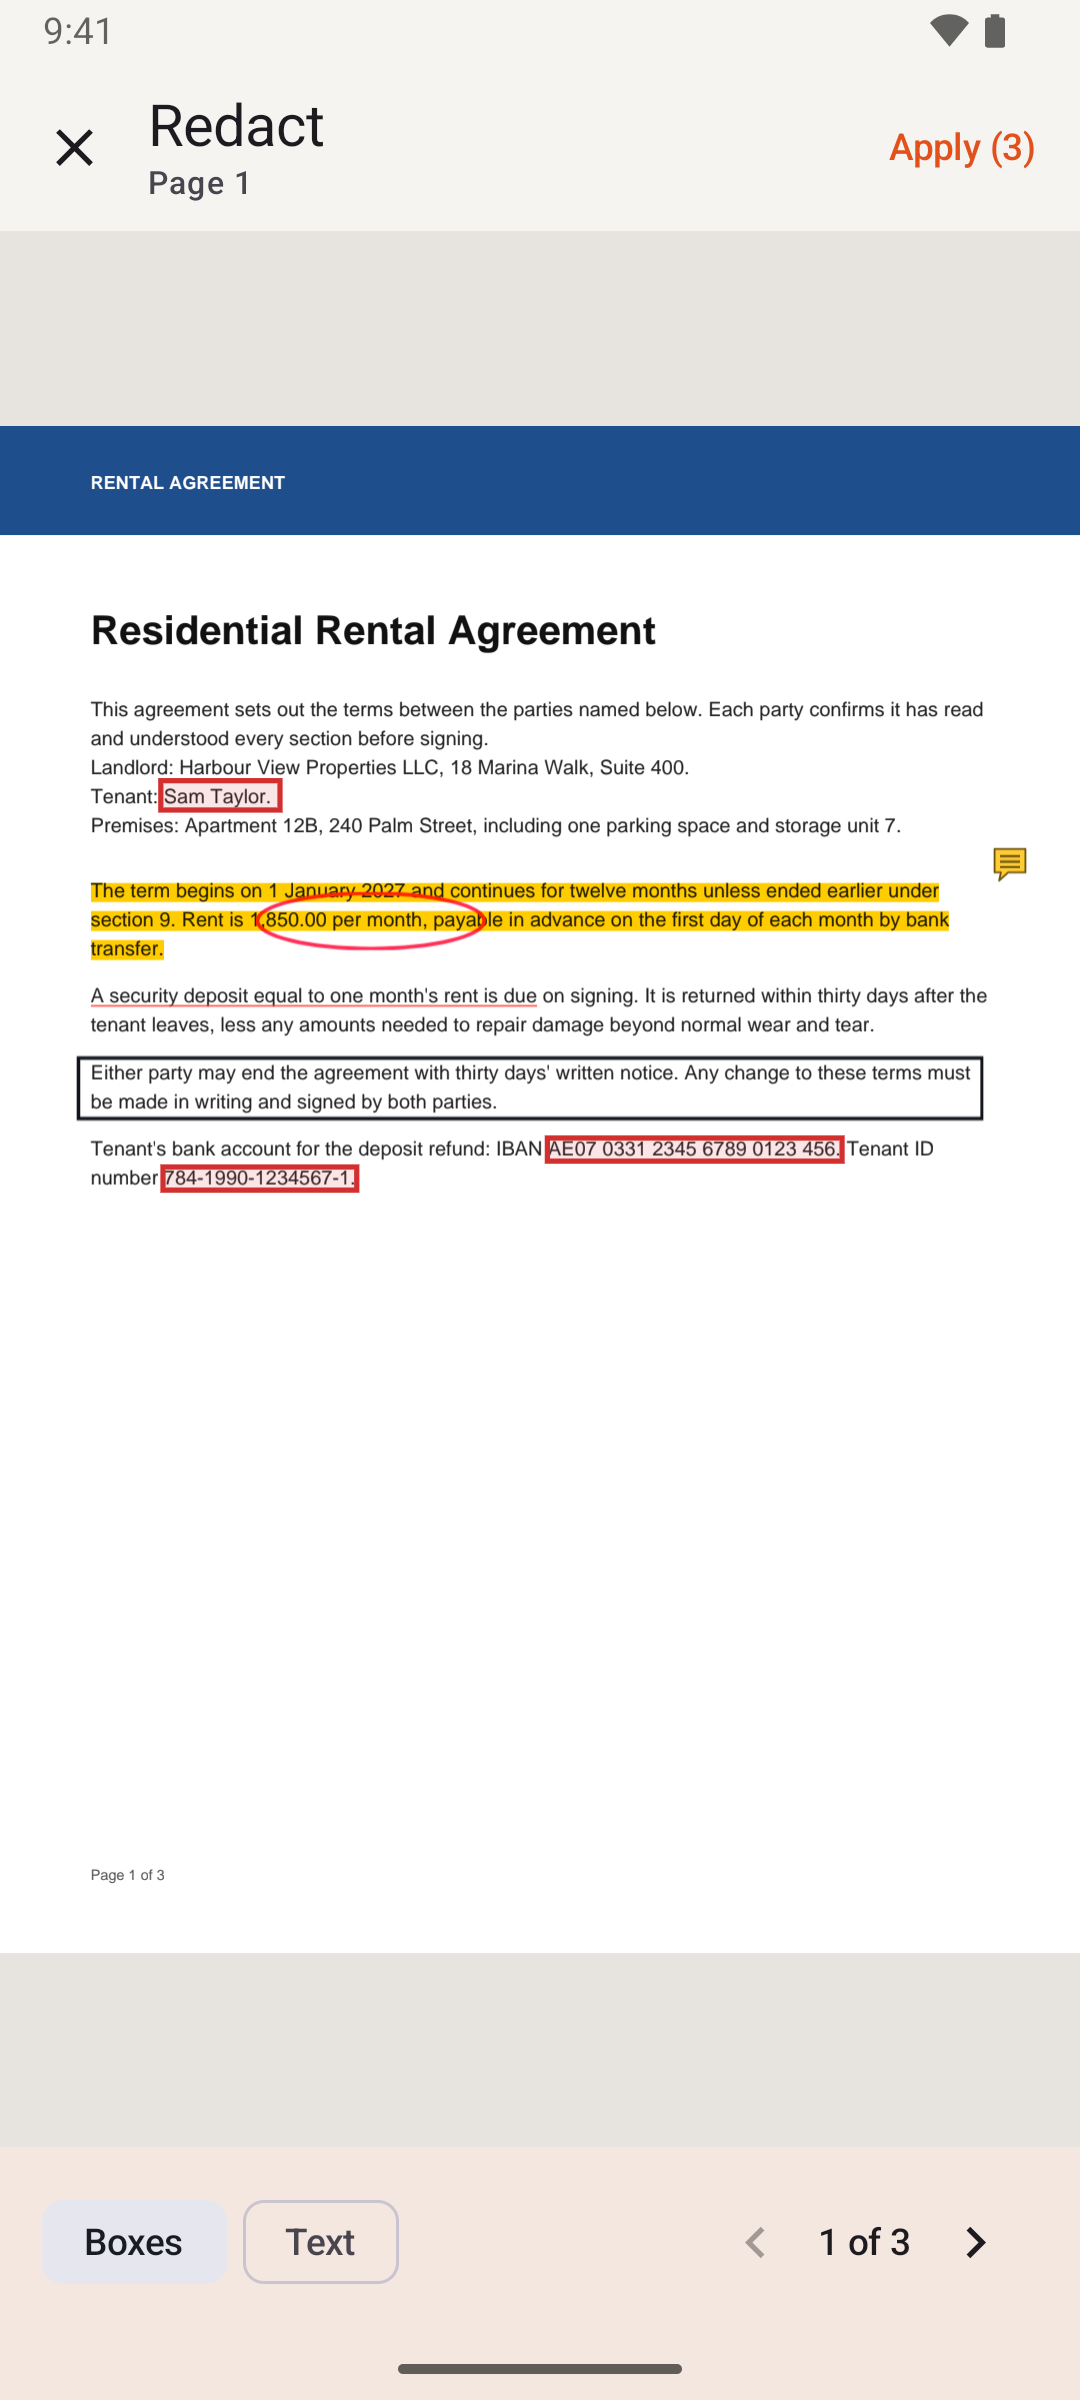 9:41
Redact
Page 1
Apply (3)
RENTAL AGREEMENT
Residential Rental Agreement
This agreement sets out the terms between the parties named below. Each party confirms it has read
and understood every section before signing.
Landlord: Harbour View Properties LLC, 18 Marina Walk, Suite 400.
Tenant: Sam Taylor.
Premises: Apartment 12B, 240 Palm Street, including one parking space and storage unit 7.
The term begins on 1 January 2027 and continues for twelve months unless ended earlier under
section 9. Rent is 1,850.00 per month, payable in advance on the first day of each month by bank
transfer.
A security deposit equal to one month's rent is due on signing. It is returned within thirty days after the
tenant leaves, less any amounts needed to repair damage beyond normal wear and tear.
Either party may end the agreement with thirty days' written notice. Any change to these terms must
be made in writing and signed by both parties.
Tenant's bank account for the deposit refund: IBAN AE07 0331 2345 6789 0123 456. Tenant ID
number 784-1990-1234567-1.
Page 1 of 3
Boxes
Text
1 of 3